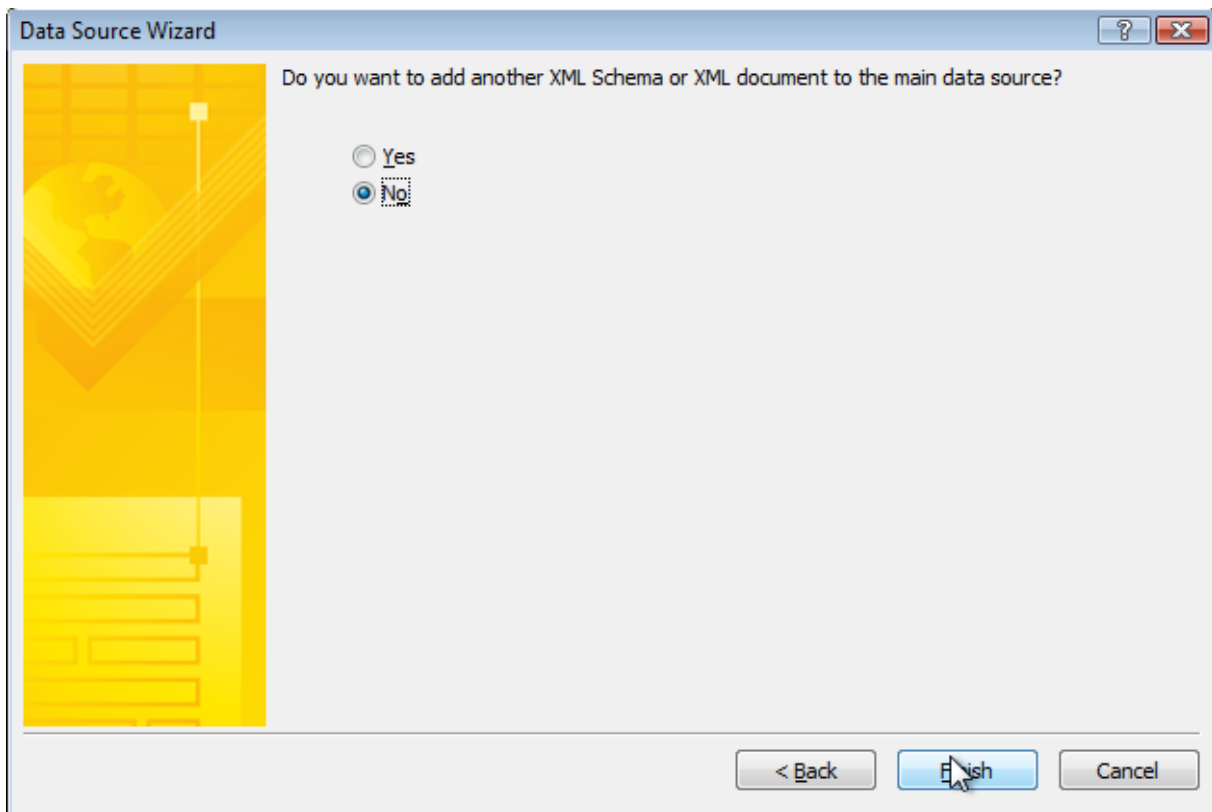 Data Source Wizard
Do you want to add another XML Schema or XML document to the main data source?
Yes
No
< Back
Finish
Cancel